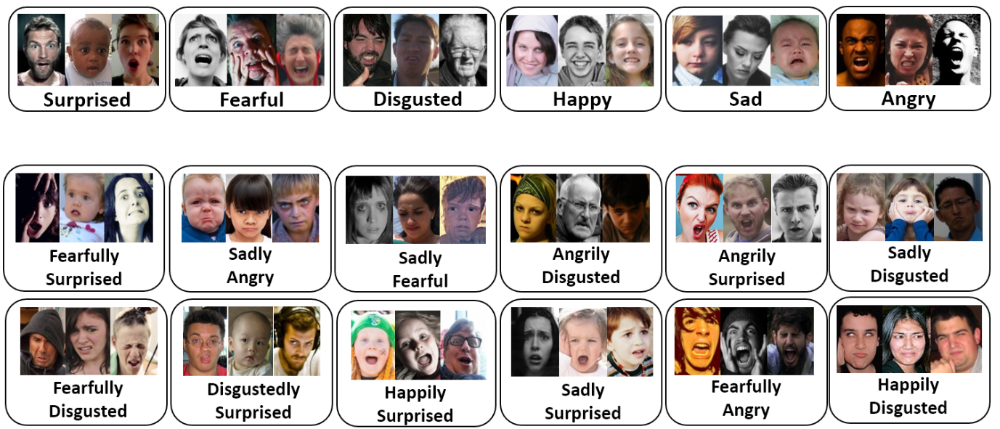 Surprised
Fearful
Disgusted
Happy
Sad
Angry
Fearfully
Surprised
Sadly
Angry
Sadly
Fearful
Angrily
Disgusted
Angrily
Surprised
Sadly
Disgusted
Fearfully
Disgusted
Disgustedly
Surprised
Happily
Surprised
Sadly
Surprised
Fearfully
Angry
Happily
Disgusted